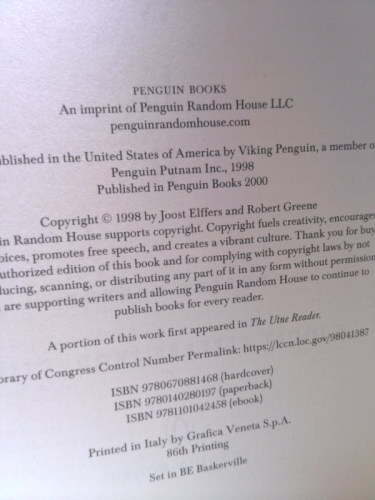 PENGUIN BOOKS
An imprint of Penguin Random House LLC
penguinrandomhouse.com
ublished in the United States of America by Viking Penguin, a member o
Penguin Putnam Inc., 1998
Published in Penguin Books 2000
Copyright © 1998 by Joost Elffers and Robert Greene
in Random House supports copyright. Copyright fuels creativity, encourages
oices, promotes free speech, and creates a vibrant culture. Thank you for buy
uthorized edition of this book and for complying with copyright laws by not
ducing, scanning, or distributing any part of it in any form without permission
are supporting writers and allowing Penguin Random House to continue to
publish books for every reader.
A portion of this work first appeared in The Utne Reader.
brary of Congress Control Number Permalink: https://lccn.loc.gov/98041387
ISBN 9780670881468 (hardcover)
ISBN 9780140280197 (paperback)
ISBN 9781101042458 (ebook)
Printed in Italy by Grafica Veneta S.p.A.
86th Printing
Set in BE Baskerville